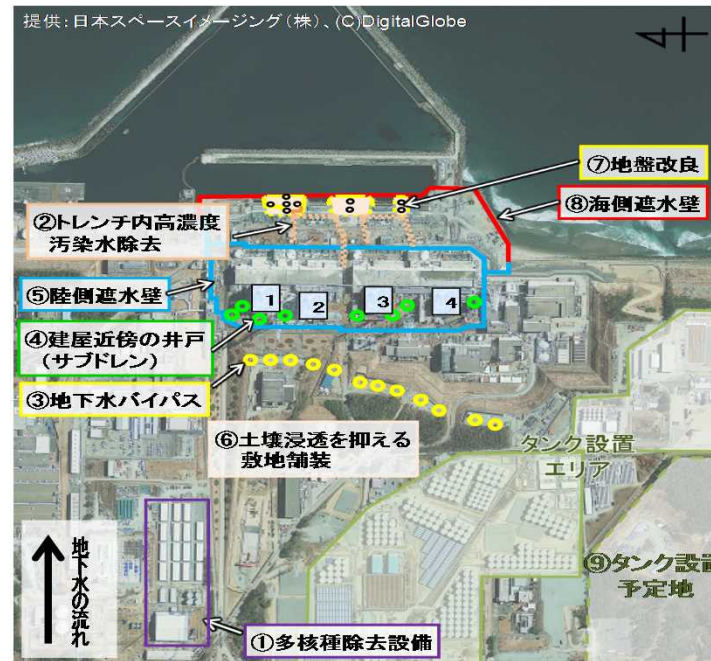 提供：日本スペースイメージング（株）、(C)DigitalGlobe
⑦地盤改良
②トレンチ内高濃度
汚染水除去
⑧海側遮水壁
⑤陸側遮水壁
1
2
3
4
④建屋近傍の井戸
（サブドレン）
③地下水バイパス
⑥土壌浸透を抑える
敷地舗装
タンク設置
エリア
⑨タンク設置
予定地
地下水の流れ
①多核種除去設備